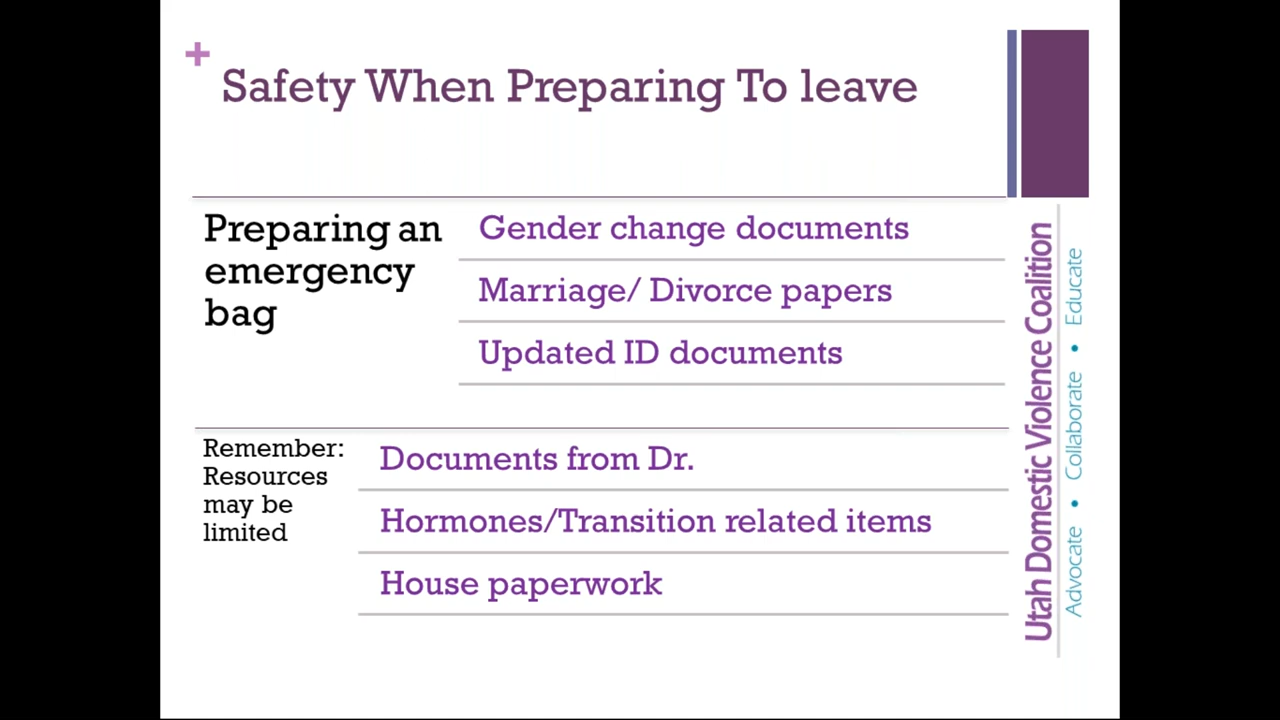 +
Safety When Preparing To leave
Preparing an
emergency
bag
Gender change documents
Marriage/ Divorce papers
Updated ID documents
Remember:
Resources
may be
limited
Documents from Dr.
Hormones/Transition related items
House paperwork
Utah Domestic Violence Coalition
Advocate • Collaborate • Educate